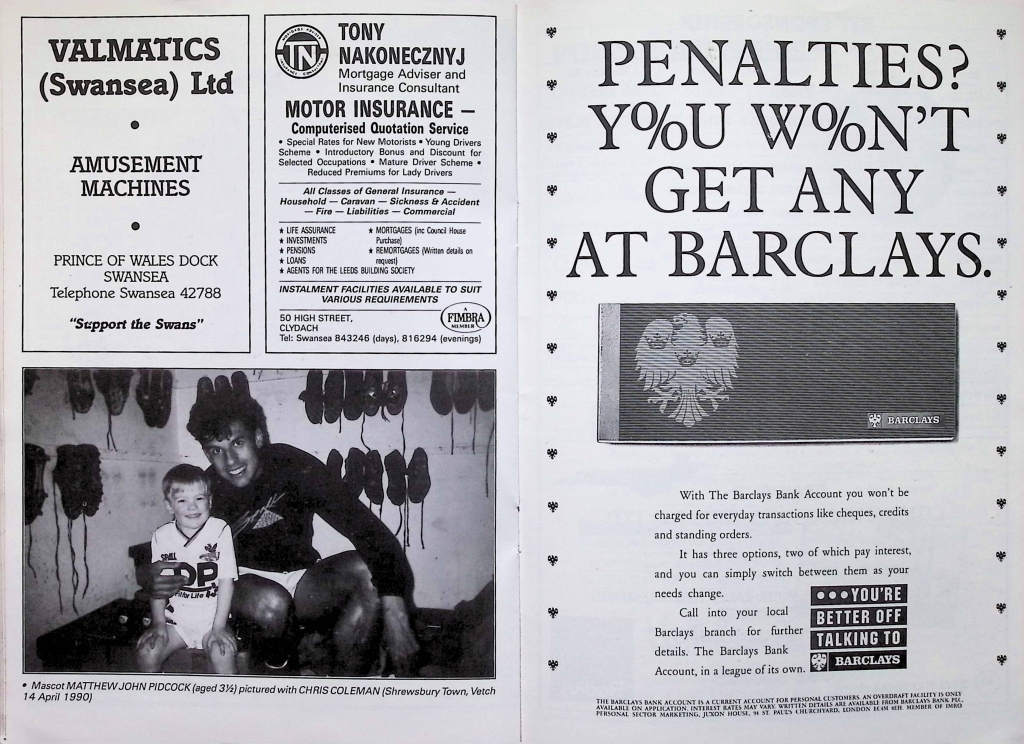 VALMATICS
(Swansea) Ltd
•
AMUSEMENT
MACHINES
•
PRINCE OF WALES DOCK
SWANSEA
Telephone Swansea 42788
"Support the Swans"
TN
TONY
NAKONECZNYJ
Mortgage Adviser and
Insurance Consultant
MOTOR INSURANCE —
Computerised Quotation Service
• Special Rates for New Motorists • Young Drivers
Scheme • Introductory Bonus and Discount for
Selected Occupations • Mature Driver Scheme •
Reduced Premiums for Lady Drivers
All Classes of General Insurance —
Household — Caravan — Sickness & Accident
— Fire — Liabilities — Commercial
★ LIFE ASSURANCE
★ INVESTMENTS
★ PENSIONS
★ LOANS
★ MORTGAGES (inc Council House
Purchase)
★ REMORTGAGES (Written details on
request)
★ AGENTS FOR THE LEEDS BUILDING SOCIETY
INSTALMENT FACILITIES AVAILABLE TO SUIT
VARIOUS REQUIREMENTS
50 HIGH STREET,
CLYDACH
Tel: Swansea 843246 (days), 816294 (evenings)
A
FIMBRA
MEMBER
DP
• Mascot MATTHEW JOHN PIDCOCK (aged 3½) pictured with CHRIS COLEMAN (Shrewsbury Town, Vetch
14 April 1990)
PENALTIES?
Y%U W%N'T
GET ANY
AT BARCLAYS.
BARCLAYS
With The Barclays Bank Account you won't be
charged for everyday transactions like cheques, credits
and standing orders.
It has three options, two of which pay interest,
and you can simply switch between them as your
needs change.
Call into your local
Barclays branch for further
details. The Barclays Bank
Account, in a league of its own.
•••YOU'RE
BETTER OFF
TALKING TO
BARCLAYS
THE BARCLAYS BANK ACCOUNT IS A CURRENT ACCOUNT FOR PERSONAL CUSTOMERS. AN OVERDRAFT FACILITY IS ONLY
AVAILABLE ON APPLICATION. INTEREST RATES MAY VARY. WRITTEN DETAILS ARE AVAILABLE FROM BARCLAYS BANK PLC,
PERSONAL SECTOR MARKETING, JUXON HOUSE, 94 ST. PAUL'S CHURCHYARD, LONDON EC4M 8EH. MEMBER OF IMRO